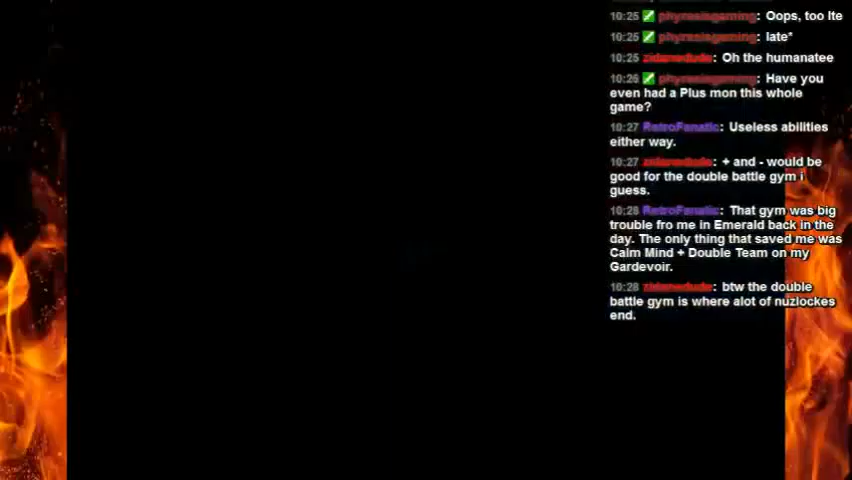 10:25 phyrexiagaming: Oops, too lte
10:25 phyrexiagaming: late*
10:25 zidanedude: Oh the humanatee
10:26 phyrexiagaming: Have you
even had a Plus mon this whole
game?
10:27 RetroFanatic: Useless abilities
either way.
10:27 zidanedude: + and - would be
good for the double battle gym i
guess.
10:28 RetroFanatic: That gym was big
trouble fro me in Emerald back in the
day. The only thing that saved me was
Calm Mind + Double Team on my
Gardevoir.
10:28 zidanedude: btw the double
battle gym is where alot of nuzlockes
end.